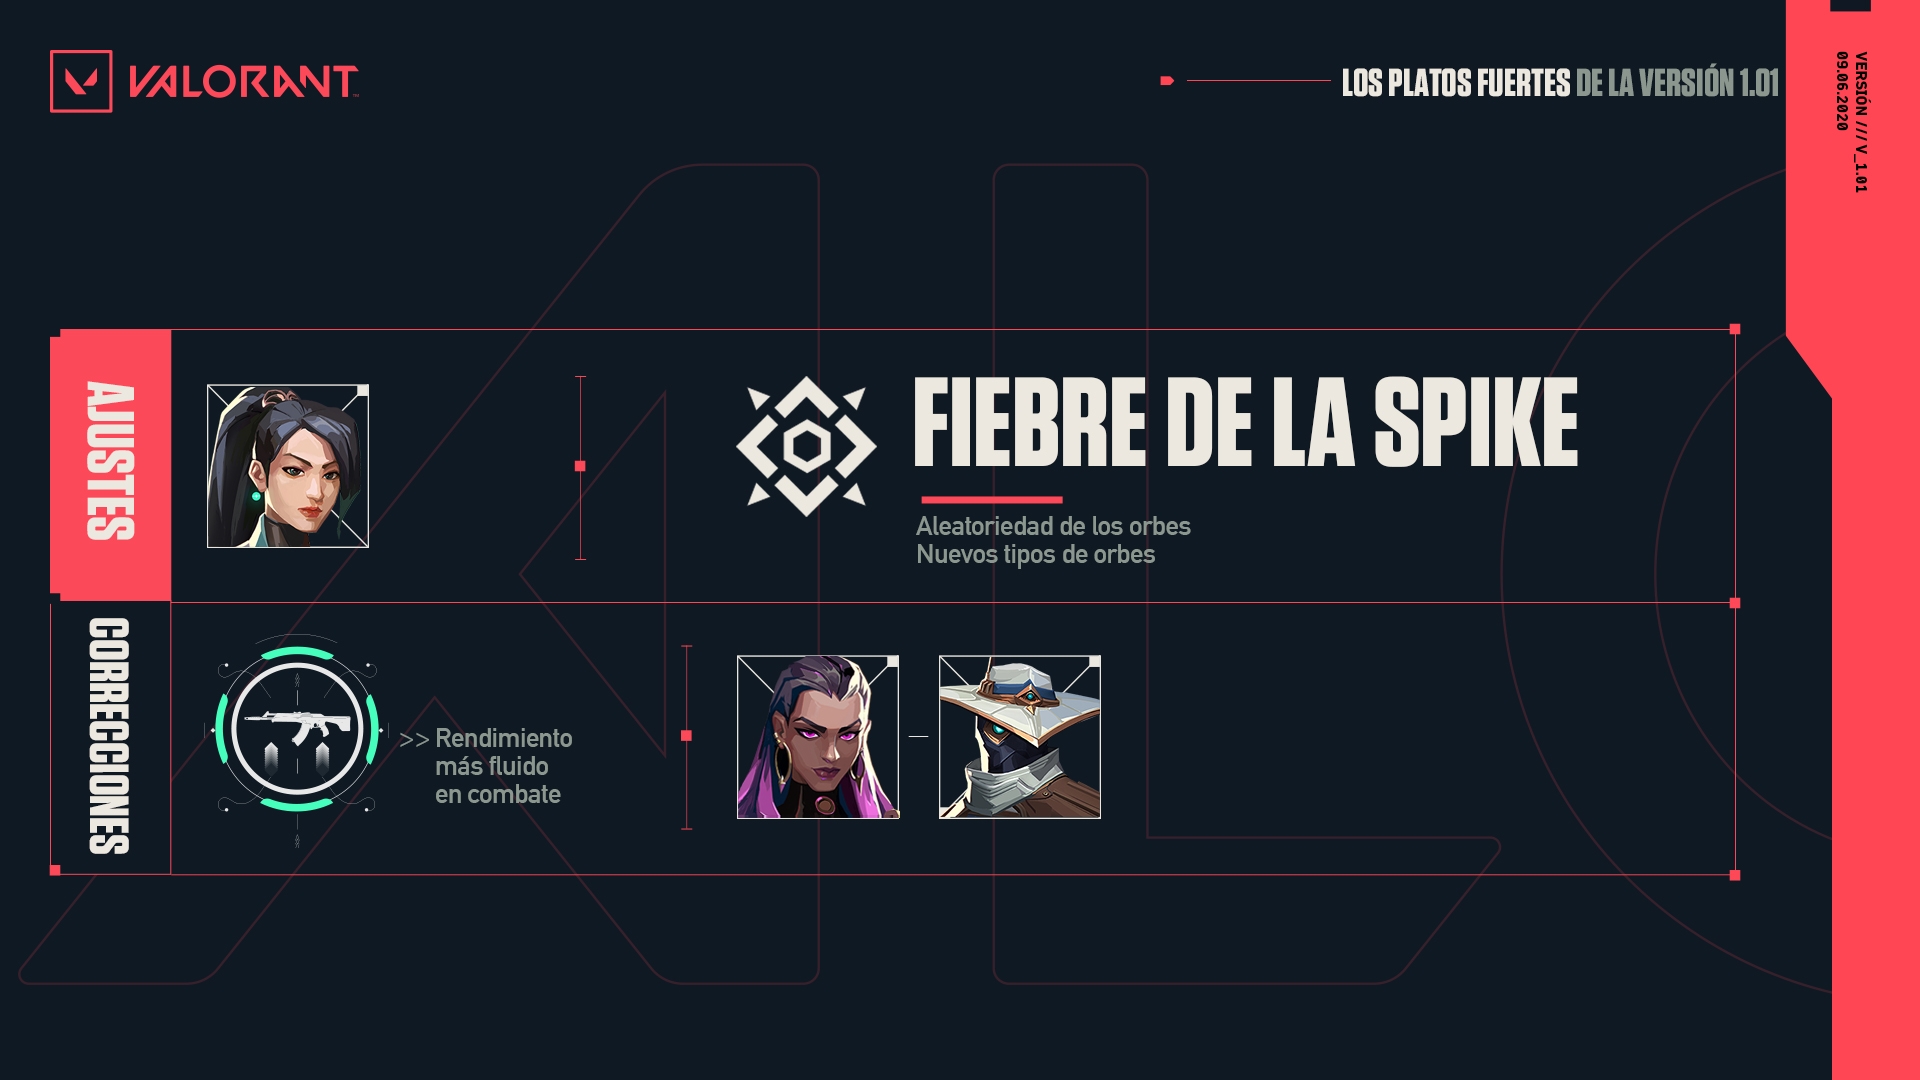 VALORANT
LOS PLATOS FUERTES DE LA VERSIÓN 1.01
VERSIÓN /// V_1.01
09.06.2020
AJUSTES
FIEBRE DE LA SPIKE
Aleatoriedad de los orbes
Nuevos tipos de orbes
CORRECCIONES
>> Rendimiento
más fluido
en combate